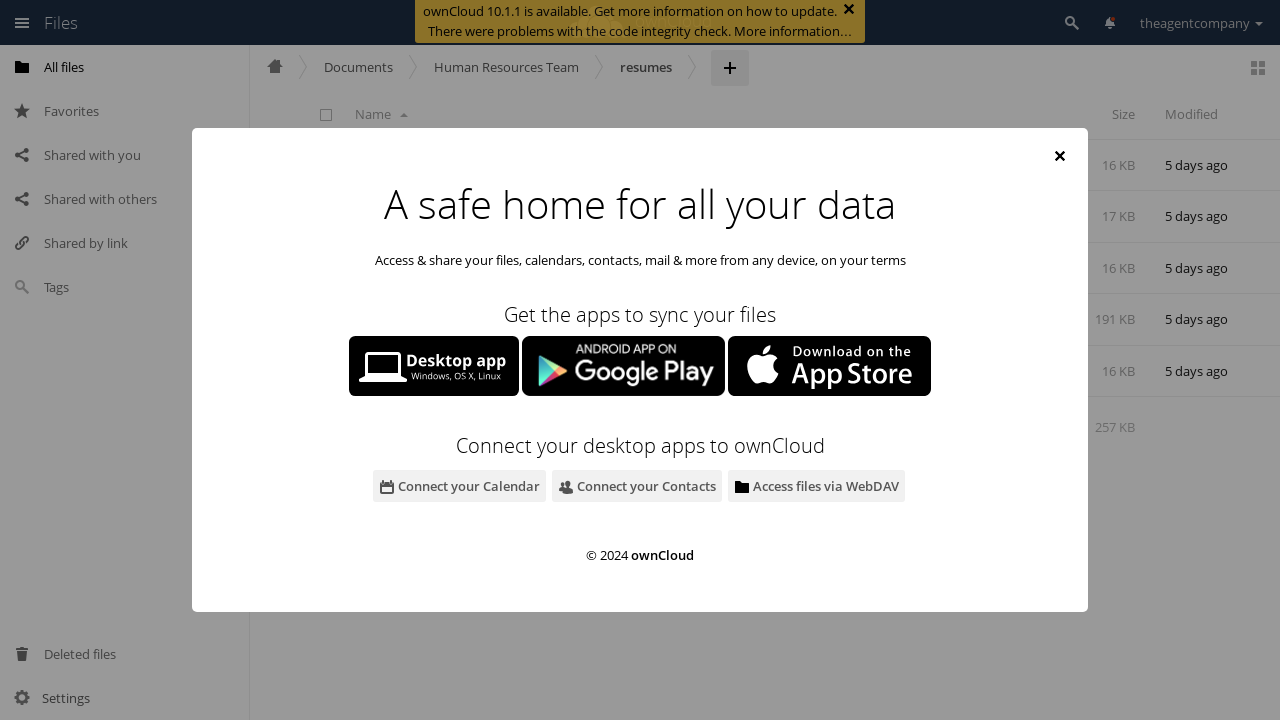 Files
ownCloud 10.1.1 is available. Get more information on how to update.
There were problems with the code integrity check. More information…
theagentcompany
All files
Favorites
Shared with you
Shared with others
Shared by link
Tags
Deleted files
Settings
Documents
Human Resources Team
resumes
Name
Size
Modified
16 KB
5 days ago
17 KB
5 days ago
16 KB
5 days ago
191 KB
5 days ago
16 KB
5 days ago
257 KB
A safe home for all your data
Access & share your files, calendars, contacts, mail & more from any device, on your terms
Get the apps to sync your files
Desktop app
Windows, OS X, Linux
ANDROID APP ON
Google Play
Download on the
App Store
Connect your desktop apps to ownCloud
Connect your Calendar
Connect your Contacts
Access files via WebDAV
© 2024 ownCloud